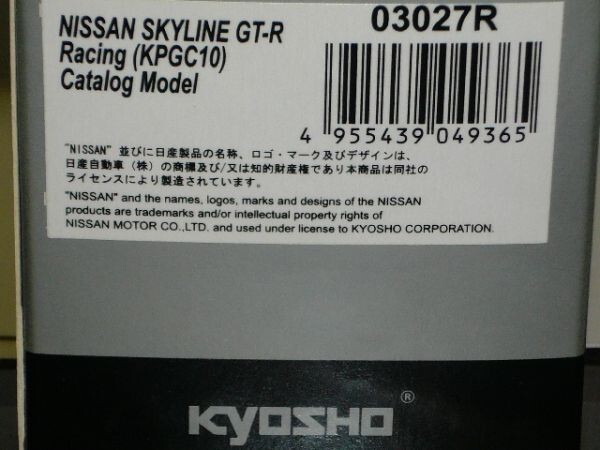 NISSAN SKYLINE GT-R
Racing (KPGC10)
Catalog Model
03027R
4 955439 049365
"NISSAN" 並びに日産製品の名称、ロゴ・マーク及びデザインは、
日産自動車（株）の商標及び/又は知的財産権であり本商品は同社の
ライセンスにより製造されています。
"NISSAN" and the names, logos, marks and designs of the NISSAN
products are trademarks and/or intellectual property rights of
NISSAN MOTOR CO.,LTD. and used under license to KYOSHO CORPORATION.
KYOSHO®